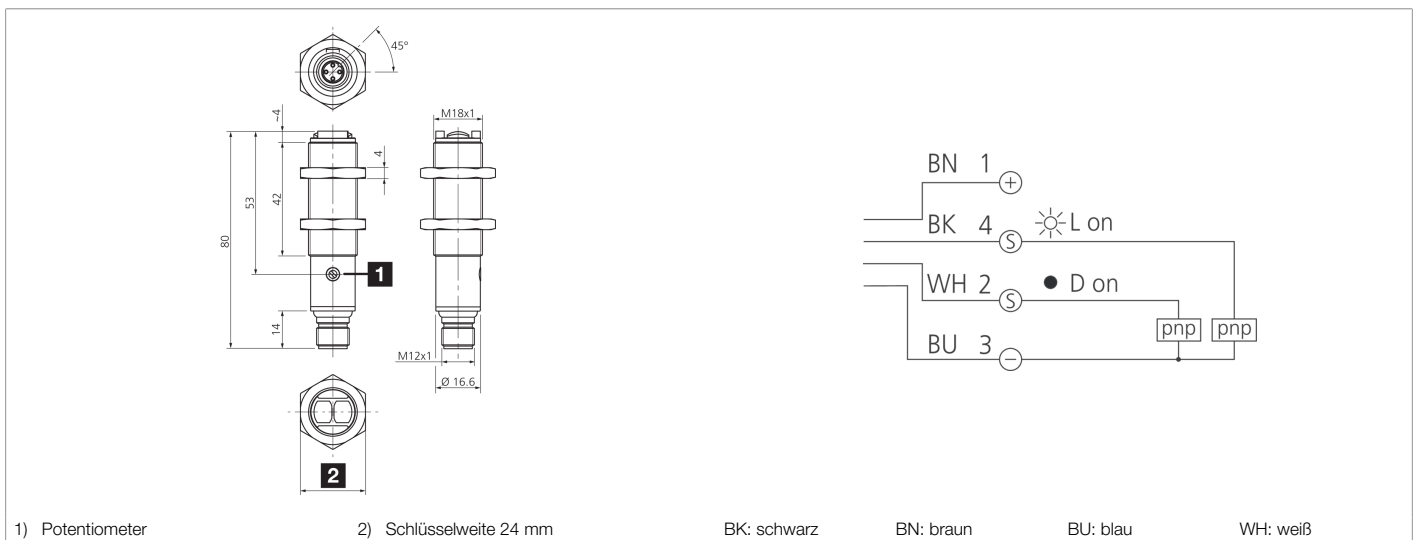 45°
~4
M18x1
4
42
53
80
1
14
M12x1
Ø 16.6
2
BN 1
+
BK 4 S L on
WH 2 S D on
pnp pnp
BU 3
−
1) Potentiometer
2) Schlüsselweite 24 mm
BK: schwarz
BN: braun
BU: blau
WH: weiß